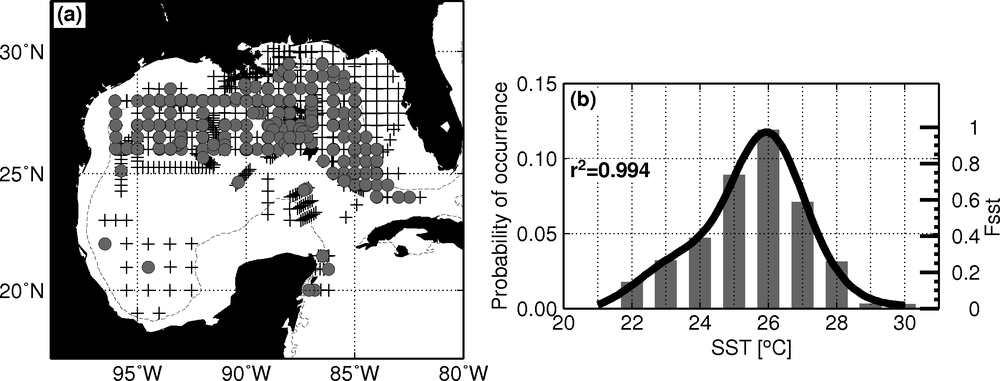 (a)
30°N
25°N
20°N
95°W 90°W 85°W 80°W
(b)
r²=0.994
Probability of occurrence
0.15
0.10
0.05
0.00
20 22 24 26 28 30
SST [°C]
1
0.8
0.6
0.4
0.2
0
Fsst